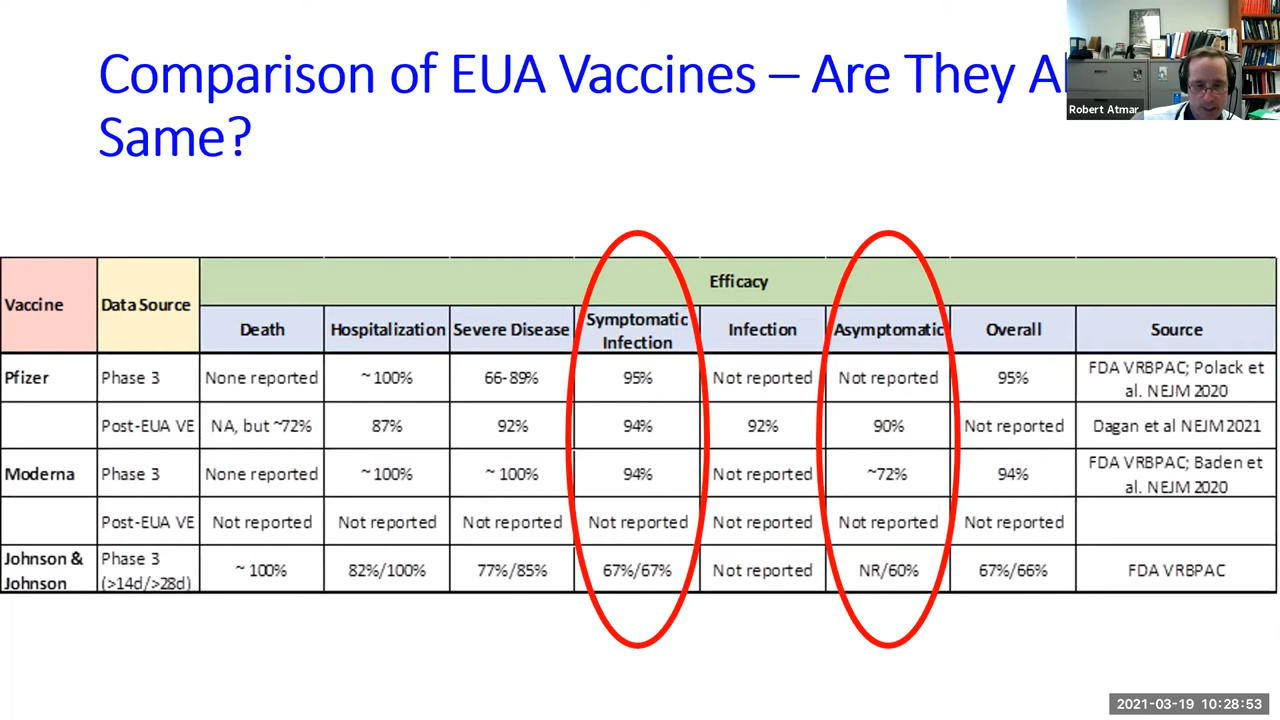 Comparison of EUA Vaccines – Are They
Same?
Robert Atmar
Vaccine
Data Source
Efficacy
Death
Hospitalization
Severe Disease
Symptomatic
Infection
Infection
Asymptomatic
Overall
Source
Pfizer
Phase 3
None reported
~ 100%
66-89%
95%
Not reported
Not reported
95%
FDA VRBPAC; Polack et
al. NEJM 2020
Post-EUA VE
NA, but ~72%
87%
92%
94%
92%
90%
Not reported
Dagan et al NEJM 2021
Moderna
Phase 3
None reported
~ 100%
~ 100%
94%
Not reported
~72%
94%
FDA VRBPAC; Baden et
al. NEJM 2020
Post-EUA VE
Not reported
Not reported
Not reported
Not reported
Not reported
Not reported
Not reported
Johnson &
Johnson
Phase 3
(>14d/>28d)
~ 100%
82%/100%
77%/85%
67%/67%
Not reported
NR/60%
67%/66%
FDA VRBPAC
2021-03-19 10:28:53